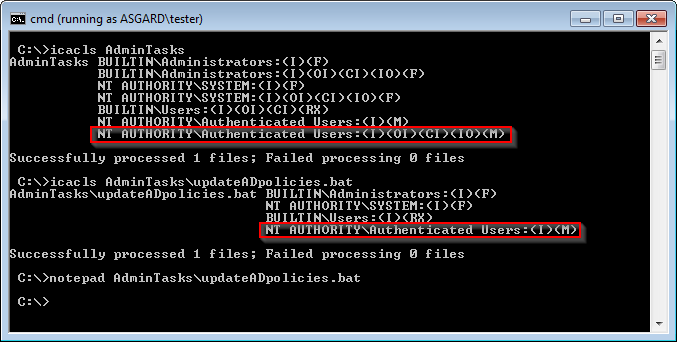 cmd (running as ASGARD\tester)
C:\>icacls AdminTasks
AdminTasks BUILTIN\Administrators:(I)(F)
BUILTIN\Administrators:(I)(OI)(CI)(IO)(F)
NT AUTHORITY\SYSTEM:(I)(F)
NT AUTHORITY\SYSTEM:(I)(OI)(CI)(IO)(F)
BUILTIN\Users:(I)(OI)(CI)(RX)
NT AUTHORITY\Authenticated Users:(I)(M)
NT AUTHORITY\Authenticated Users:(I)(OI)(CI)(IO)(M)
Successfully processed 1 files; Failed processing 0 files
C:\>icacls AdminTasks\updateADpolicies.bat
AdminTasks\updateADpolicies.bat BUILTIN\Administrators:(I)(F)
NT AUTHORITY\SYSTEM:(I)(F)
BUILTIN\Users:(I)(RX)
NT AUTHORITY\Authenticated Users:(I)(M)
Successfully processed 1 files; Failed processing 0 files
C:\>notepad AdminTasks\updateADpolicies.bat
C:\>